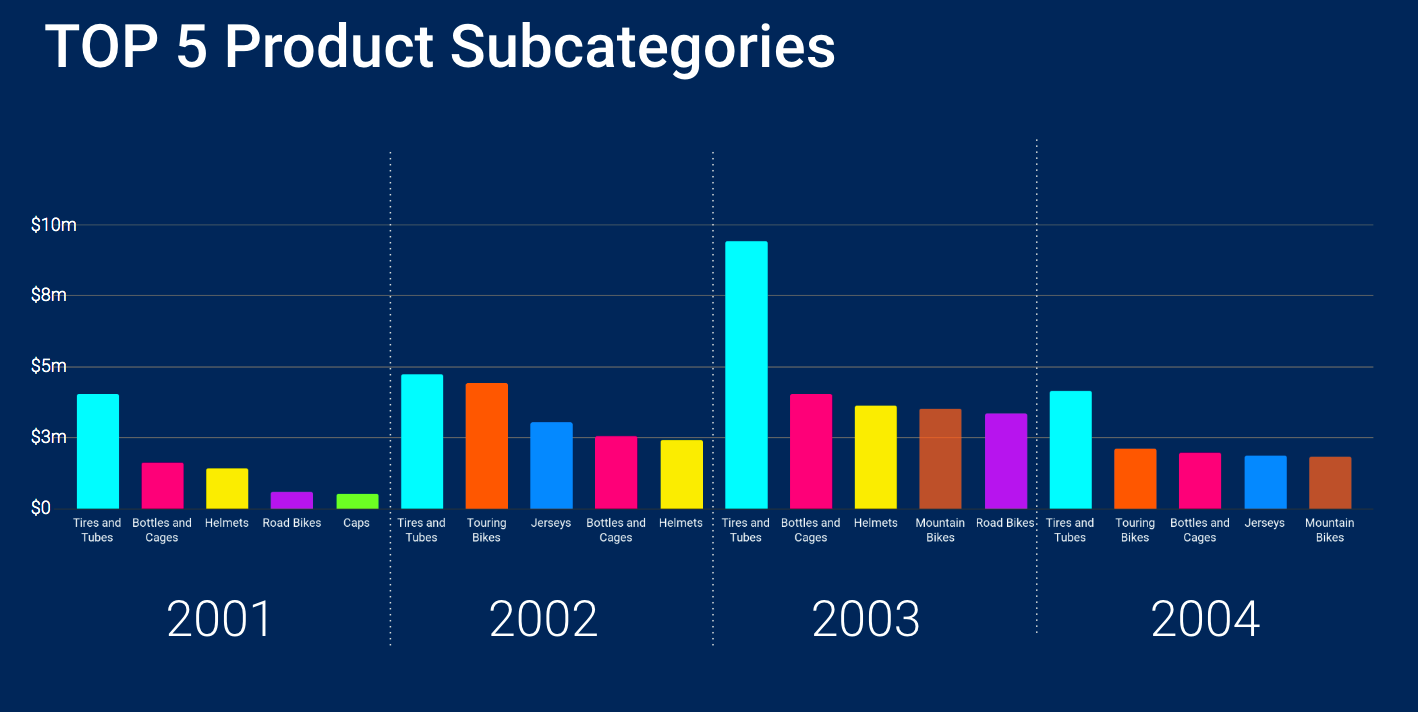 TOP 5 Product Subcategories
$10m
$8m
$5m
$3m
$0
Tires and
Tubes
Bottles and
Cages
Helmets
Road Bikes
Caps
Tires and
Tubes
Touring
Bikes
Jerseys
Bottles and
Cages
Helmets
Tires and
Tubes
Bottles and
Cages
Helmets
Mountain
Bikes
Road Bikes
Tires and
Tubes
Touring
Bikes
Bottles and
Cages
Jerseys
Mountain
Bikes
2001
2002
2003
2004